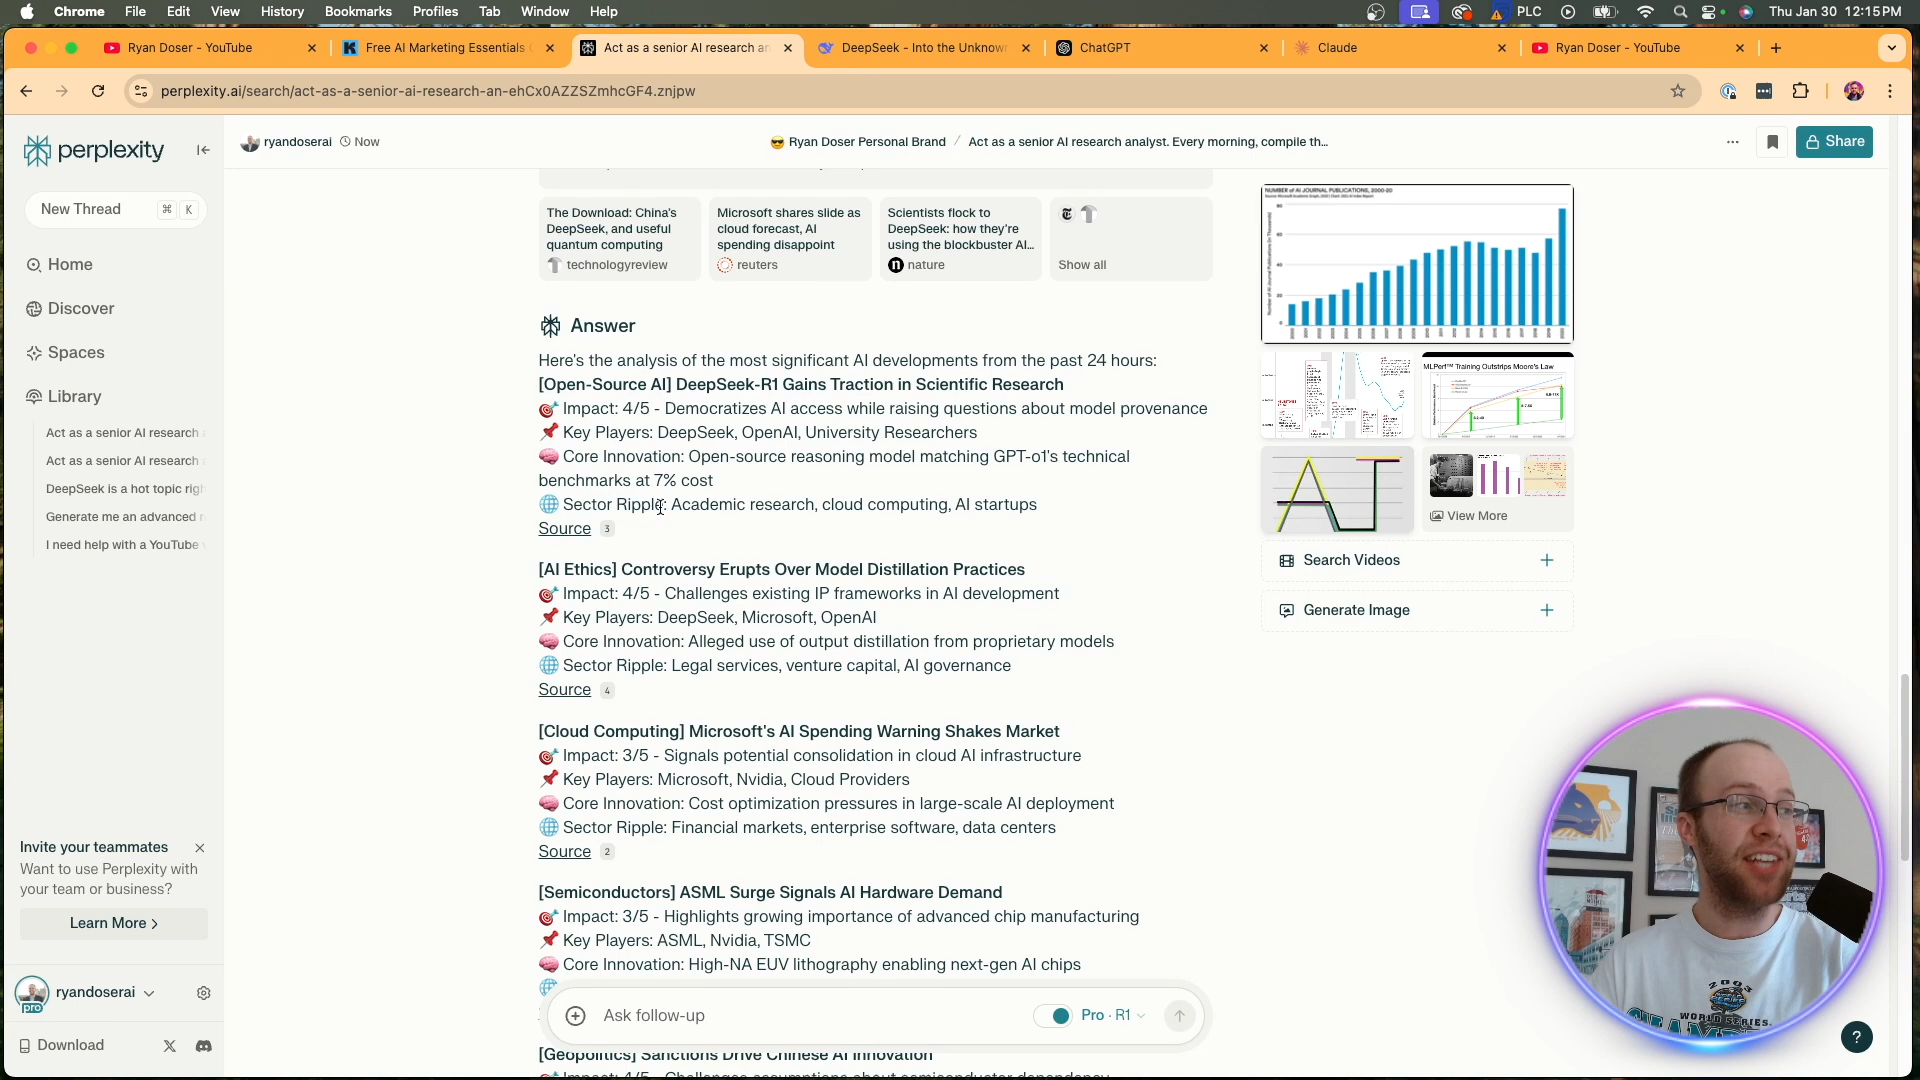 Chrome File Edit View History Bookmarks Profiles Tab Window Help PLC Thu Jan 30 12:15 PM
Ryan Doser - YouTube
Free AI Marketing Essentials
Act as a senior AI research an
DeepSeek - Into the Unknown
ChatGPT
Claude
Ryan Doser - YouTube
perplexity.ai/search/act-as-a-senior-ai-research-an-ehCx0AZZSZmhcGF4.znjpw
perplexity
ryandoserai Now
Ryan Doser Personal Brand / Act as a senior AI research analyst. Every morning, compile th...
Share
New Thread ⌘ K
Home
Discover
Spaces
Library
Act as a senior AI research
Act as a senior AI research
DeepSeek is a hot topic righ
Generate me an advanced r
I need help with a YouTube
Invite your teammates
Want to use Perplexity with
your team or business?
Learn More >
ryandoserai
pro
Download
The Download: China's
DeepSeek, and useful
quantum computing
technologyreview
Microsoft shares slide as
cloud forecast, AI
spending disappoint
reuters
Scientists flock to
DeepSeek: how they're
using the blockbuster AI...
nature
Show all
Answer
Here's the analysis of the most significant AI developments from the past 24 hours:
[Open-Source AI] DeepSeek-R1 Gains Traction in Scientific Research
🎯 Impact: 4/5 - Democratizes AI access while raising questions about model provenance
📌 Key Players: DeepSeek, OpenAI, University Researchers
🧠 Core Innovation: Open-source reasoning model matching GPT-o1's technical
benchmarks at 7% cost
🌐 Sector Ripple: Academic research, cloud computing, AI startups
Source 3
[AI Ethics] Controversy Erupts Over Model Distillation Practices
🎯 Impact: 4/5 - Challenges existing IP frameworks in AI development
📌 Key Players: DeepSeek, Microsoft, OpenAI
🧠 Core Innovation: Alleged use of output distillation from proprietary models
🌐 Sector Ripple: Legal services, venture capital, AI governance
Source 4
[Cloud Computing] Microsoft's AI Spending Warning Shakes Market
🎯 Impact: 3/5 - Signals potential consolidation in cloud AI infrastructure
📌 Key Players: Microsoft, Nvidia, Cloud Providers
🧠 Core Innovation: Cost optimization pressures in large-scale AI deployment
🌐 Sector Ripple: Financial markets, enterprise software, data centers
Source 2
[Semiconductors] ASML Surge Signals AI Hardware Demand
🎯 Impact: 3/5 - Highlights growing importance of advanced chip manufacturing
📌 Key Players: ASML, Nvidia, TSMC
🧠 Core Innovation: High-NA EUV lithography enabling next-gen AI chips
Ask follow-up
Pro · R1
[Geopolitics] Sanctions Drive Chinese AI Innovation
NUMBER of AI JOURNAL PUBLICATIONS, 2000-20
MLPerf™ Training Outstrips Moore's Law
View More
Search Videos
Generate Image
2003
WORLD SERIES
?